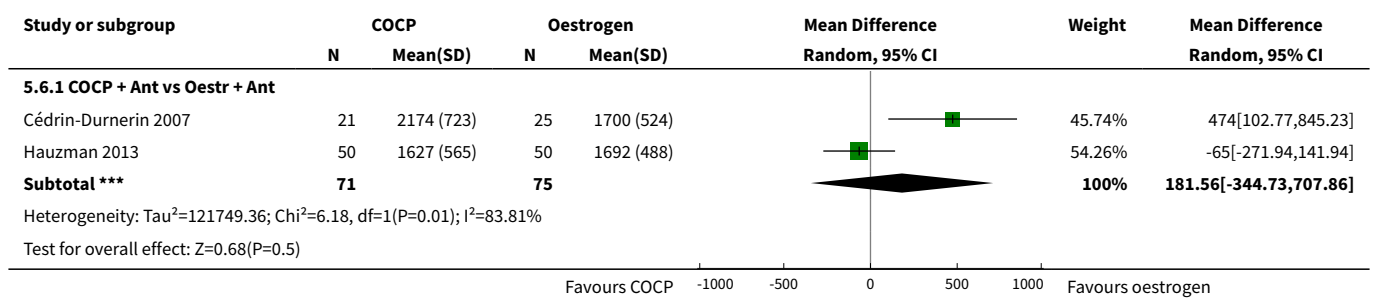 Study or subgroup COCP Oestrogen Mean Difference Weight Mean Difference
N Mean(SD) N Mean(SD) Random, 95% CI Random, 95% CI
5.6.1 COCP + Ant vs Oestr + Ant
Cédrin-Durnerin 2007 21 2174 (723) 25 1700 (524) 45.74% 474[102.77,845.23]
Hauzman 2013 50 1627 (565) 50 1692 (488) 54.26% -65[-271.94,141.94]
Subtotal *** 71 75 100% 181.56[-344.73,707.86]
Heterogeneity: Tau²=121749.36; Chi²=6.18, df=1(P=0.01); I²=83.81%
Test for overall effect: Z=0.68(P=0.5)
Favours COCP -1000 -500 0 500 1000 Favours oestrogen